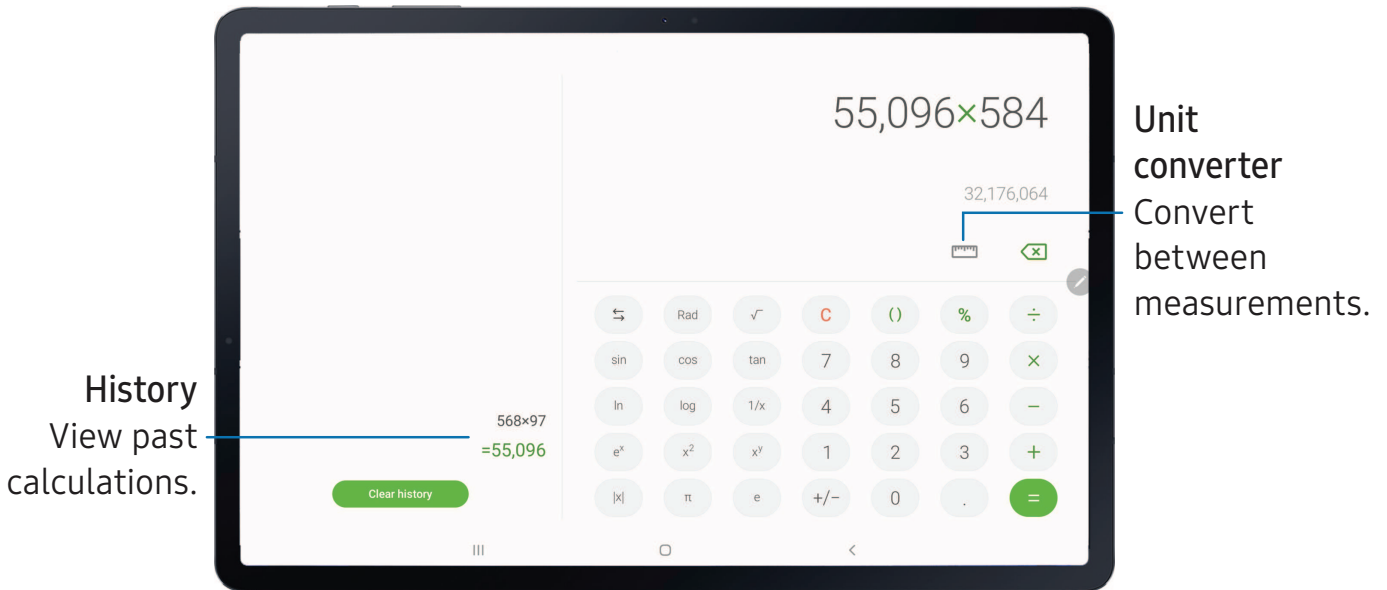 55,096×584
32,176,064
Unit
converter
Convert
between
measurements.
⇆ Rad √ C ( ) % ÷
sin cos tan 7 8 9 ×
ln log 1/x 4 5 6 −
eˣ x² xʸ 1 2 3 +
|x| π e +/− 0 . =
History
View past
calculations.
568×97
=55,096
Clear history